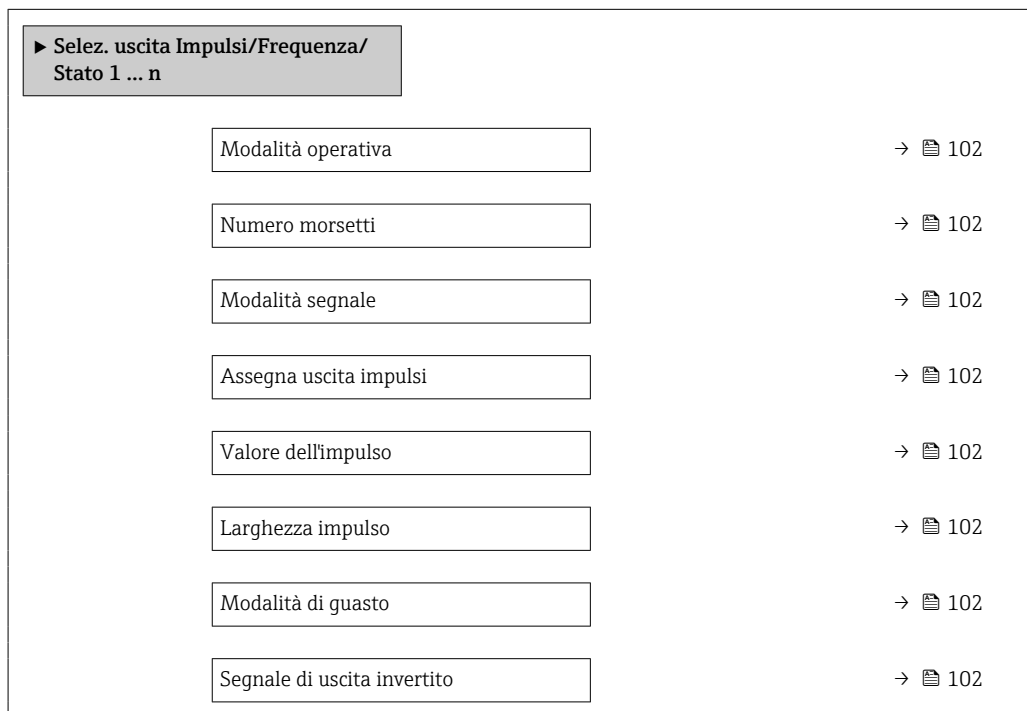 ► Selez. uscita Impulsi/Frequenza/
Stato 1 ... n
Modalità operativa → 102
Numero morsetti → 102
Modalità segnale → 102
Assegna uscita impulsi → 102
Valore dell'impulso → 102
Larghezza impulso → 102
Modalità di guasto → 102
Segnale di uscita invertito → 102